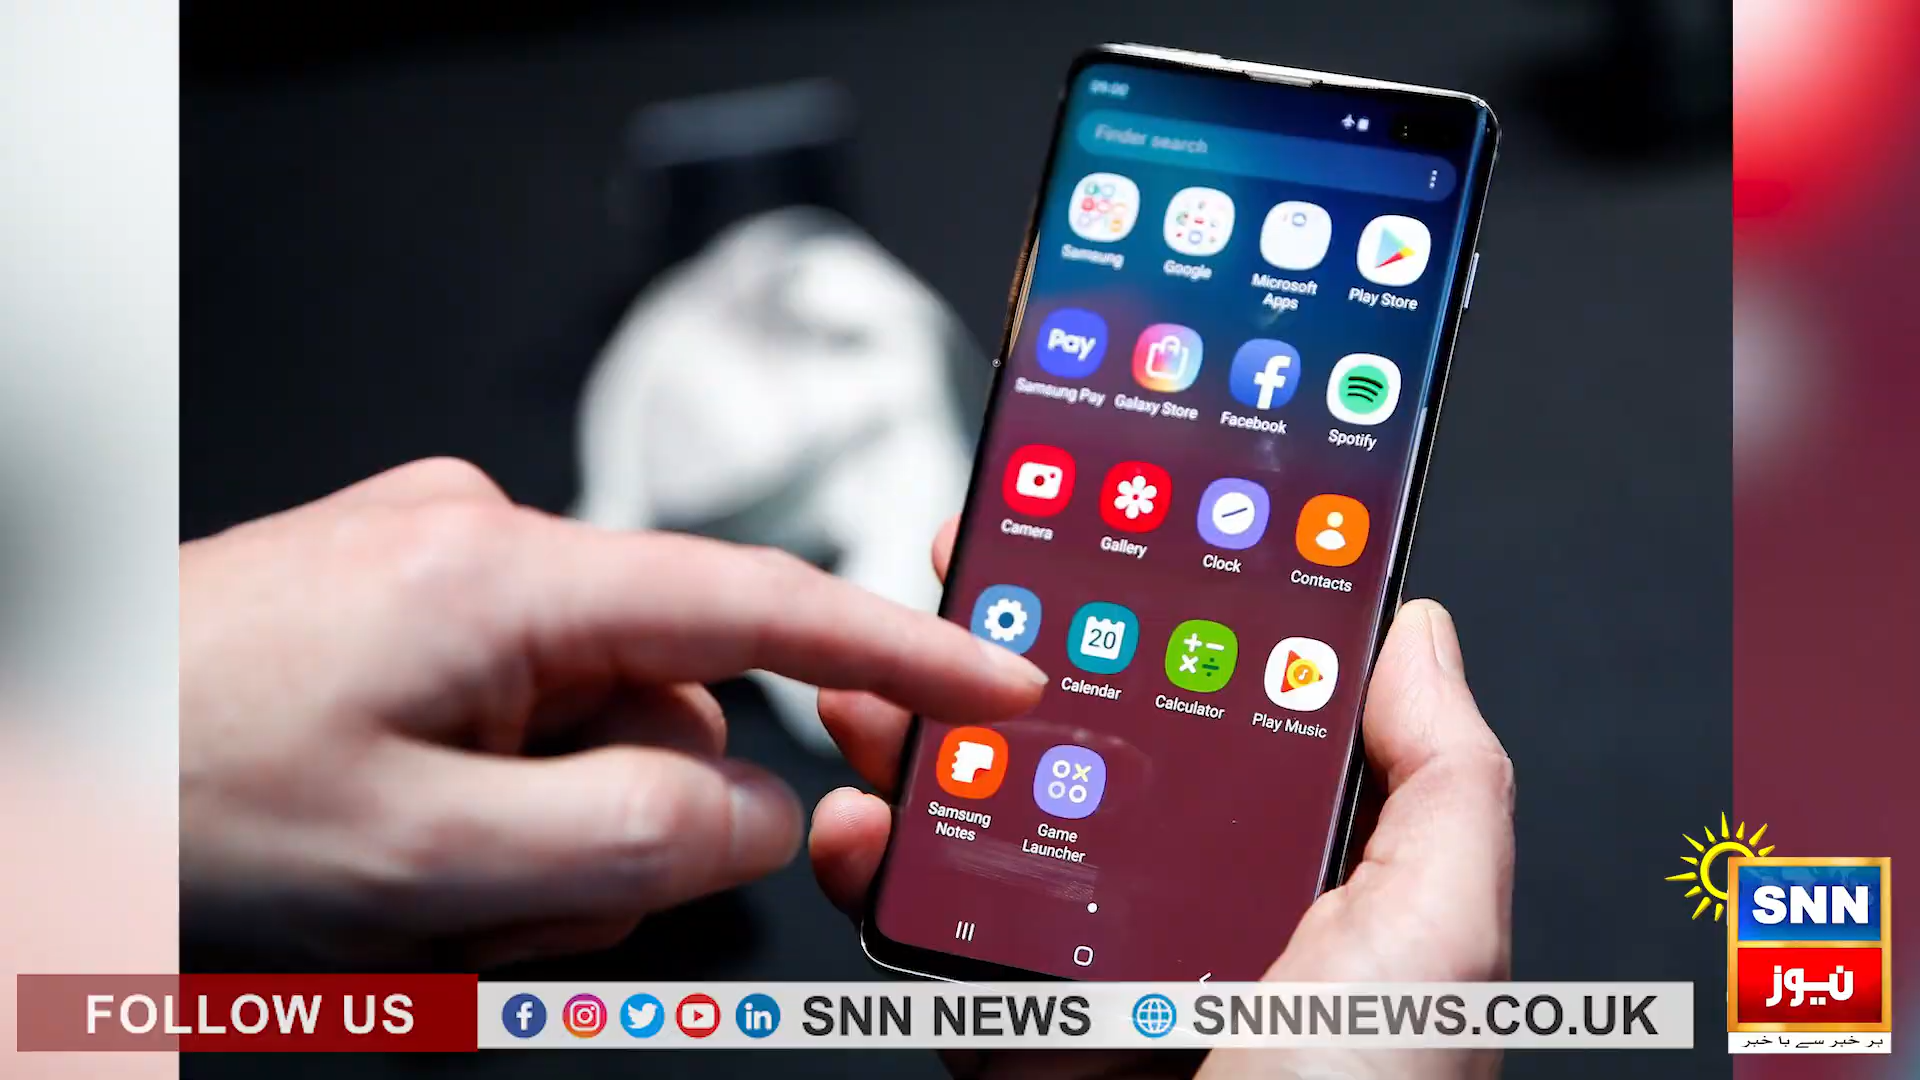 09:00
Finder search
Samsung
Google
Microsoft
Apps
Play Store
Pay
Samsung Pay
Galaxy Store
Facebook
Spotify
Camera
Gallery
Clock
Contacts
20
Calendar
Calculator
Play Music
Samsung
Notes
Game
Launcher
FOLLOW US
SNN NEWS
SNNNEWS.CO.UK
SNN
نیوز
ہر خبر سے با خبر